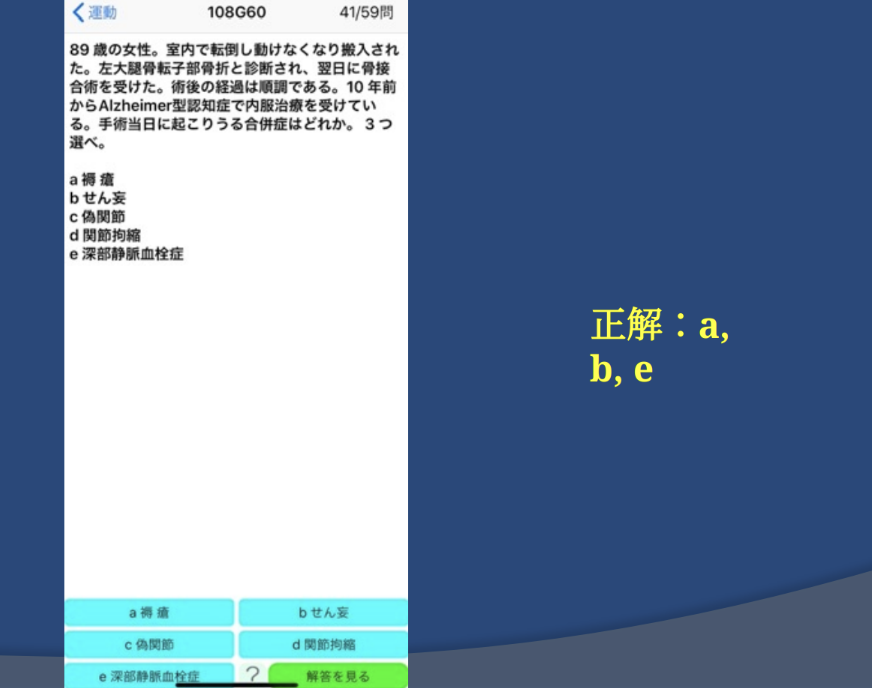 運動 108G60 41/59問
89 歳の女性。室内で転倒し動けなくなり搬入され
た。左大腿骨転子部骨折と診断され、翌日に骨接
合術を受けた。術後の経過は順調である。10 年前
からAlzheimer型認知症で内服治療を受けてい
る。手術当日に起こりうる合併症はどれか。 3 つ
選べ。
a 褥 瘡
b せん妄
c 偽関節
d 関節拘縮
e 深部静脈血栓症
正解：a,
b, e
a 褥 瘡
b せん妄
c 偽関節
d 関節拘縮
e 深部静脈血栓症
?
解答を見る